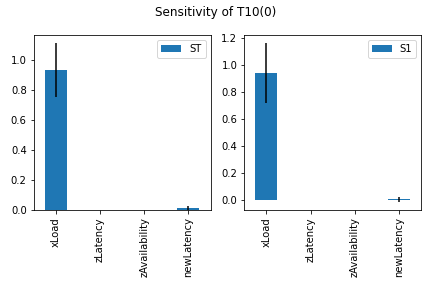 Sensitivity of T10(0)
ST
1.0
0.8
0.6
0.4
0.2
0.0
xLoad
zLatency
zAvailability
newLatency
S1
1.2
1.0
0.8
0.6
0.4
0.2
0.0
xLoad
zLatency
zAvailability
newLatency